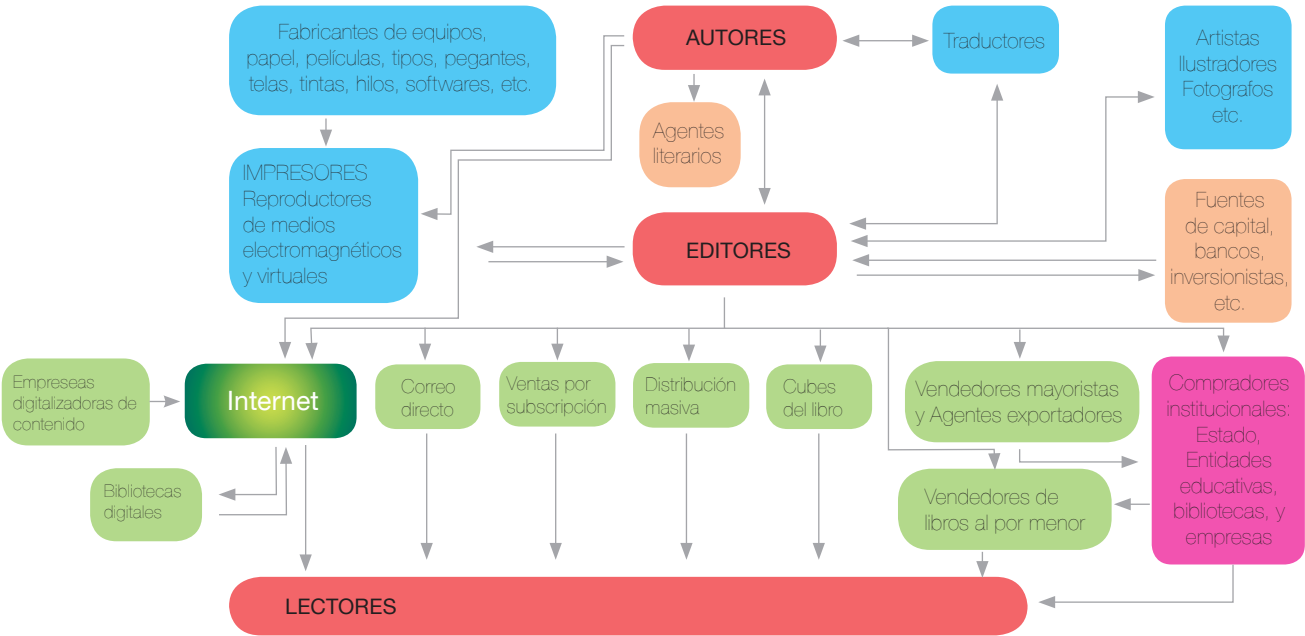 Fabricantes de equipos,
papel, películas, tipos, pegantes,
telas, tintas, hilos, softwares, etc.
AUTORES
Traductores
Artistas
Ilustradores
Fotografos
etc.
Agentes
literarios
IMPRESORES
Reproductores
de medios
electromagnéticos
y virtuales
EDITORES
Fuentes
de capital,
bancos,
inversionistas,
etc.
Empreseas
digitalizadoras de
contenido
Internet
Correo
directo
Ventas por
subscripción
Distribución
masiva
Cubes
del libro
Vendedores mayoristas
y Agentes exportadores
Compradores
institucionales:
Estado,
Entidades
educativas,
bibliotecas, y
empresas
Bibliotecas
digitales
Vendedores de
libros al por menor
LECTORES